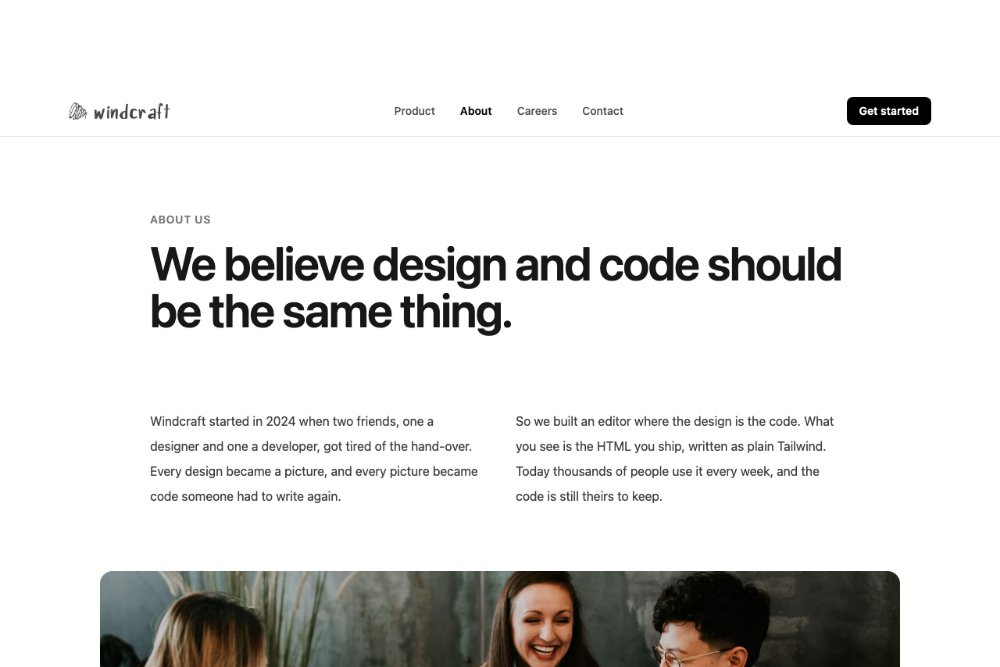 windcraft
Product About Careers Contact
Get started
ABOUT US
We believe design and code should
be the same thing.
Windcraft started in 2024 when two friends, one a
designer and one a developer, got tired of the hand-over.
Every design became a picture, and every picture became
code someone had to write again.
So we built an editor where the design is the code. What
you see is the HTML you ship, written as plain Tailwind.
Today thousands of people use it every week, and the
code is still theirs to keep.